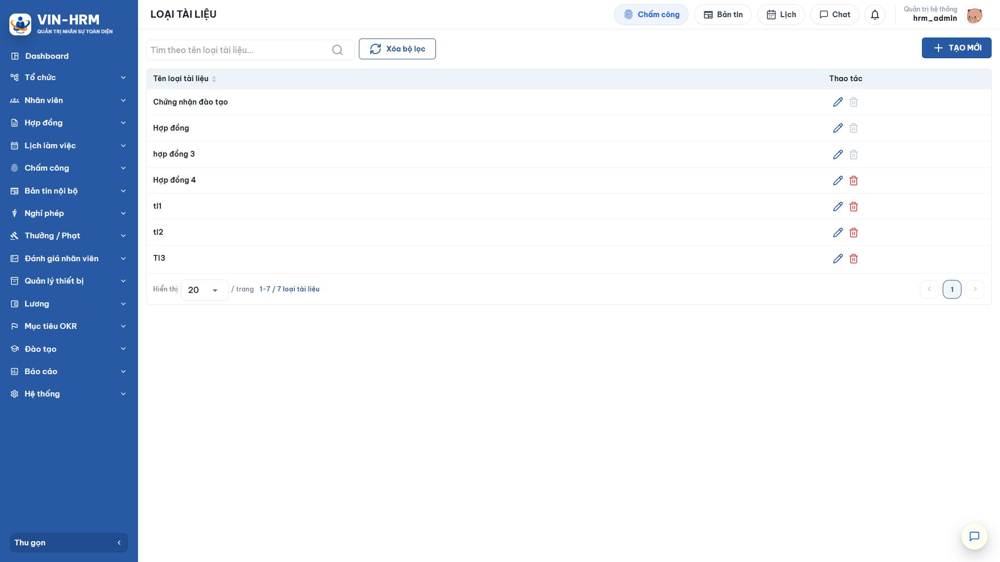 VIN-HRM
QUẢN TRỊ NHÂN SỰ TOÀN DIỆN
Dashboard
Tổ chức
Nhân viên
Hợp đồng
Lịch làm việc
Chấm công
Bản tin nội bộ
Nghỉ phép
Thưởng / Phạt
Đánh giá nhân viên
Quản lý thiết bị
Lương
Mục tiêu OKR
Đào tạo
Báo cáo
Hệ thống
Thu gọn
LOẠI TÀI LIỆU
Chấm công
Bản tin
Lịch
Chat
Quản trị hệ thống
hrm_admin
Tìm theo tên loại tài liệu...
Xóa bộ lọc
TẠO MỚI
Tên loại tài liệu
Thao tác
Chứng nhận đào tạo
Hợp đồng
hợp đồng 3
Hợp đồng 4
tl1
tl2
Tl3
Hiển thị 20 / trang 1-7 / 7 loại tài liệu
1